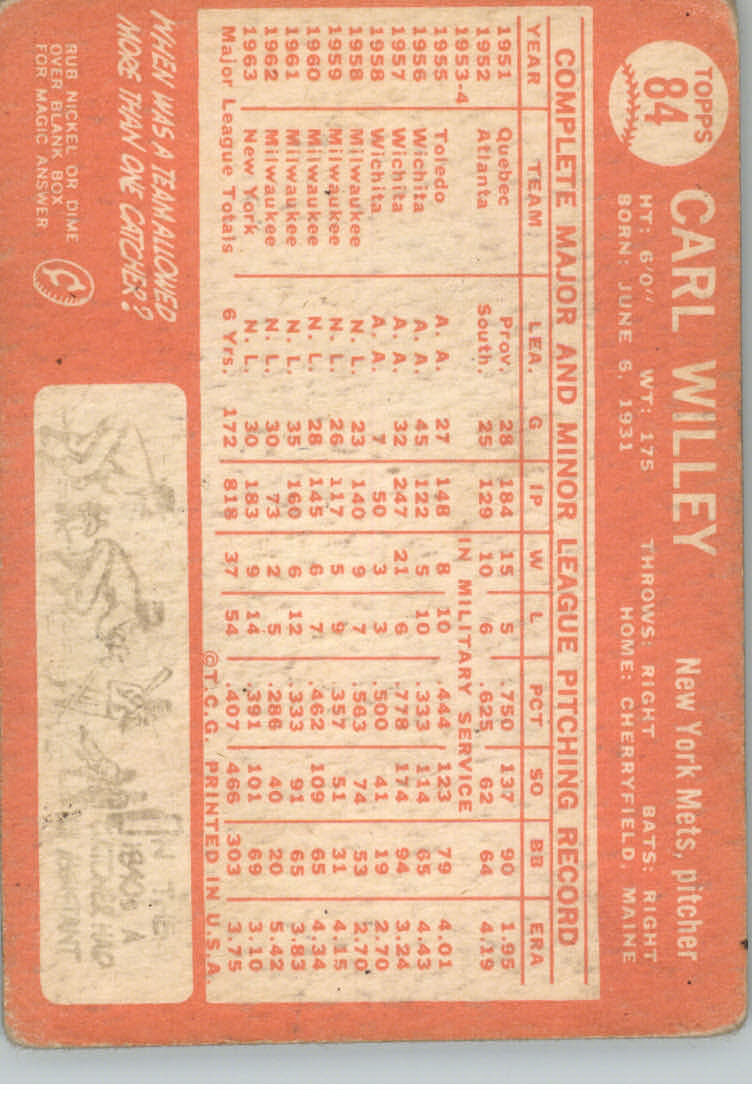 TOPPS
84
CARL WILLEY
New York Mets, pitcher
HT: 6'0" WT: 175 THROWS: RIGHT BATS: RIGHT
BORN: JUNE 6, 1931 HOME: CHERRYFIELD, MAINE
COMPLETE MAJOR AND MINOR LEAGUE PITCHING RECORD
YEAR TEAM LEA. G IP W L PCT SO BB ERA
1951 Quebec Prov. 28 184 15 5 .750 137 90 1.95
1952 Atlanta South. 25 129 10 6 .625 62 64 4.19
1953-4 IN MILITARY SERVICE
1955 Toledo A. A. 27 148 8 10 .444 123 79 4.01
1956 Wichita A. A. 45 122 5 10 .333 114 65 4.43
1957 Wichita A. A. 32 247 21 6 .778 174 94 3.24
1958 Wichita A. A. 7 50 3 3 .500 41 19 2.70
1958 Milwaukee N. L. 23 140 9 7 .563 74 53 2.70
1959 Milwaukee N. L. 26 117 5 9 .357 51 31 4.15
1960 Milwaukee N. L. 28 145 6 7 .462 109 65 4.34
1961 Milwaukee N. L. 35 160 6 12 .333 91 65 3.83
1962 Milwaukee N. L. 30 73 2 5 .286 40 20 5.42
1963 New York N. L. 30 183 9 14 .391 101 69 3.10
Major League Totals 6 Yrs. 172 818 37 54 .407 466 303 3.75
©T.C.G. PRINTED IN U.S.A.
WHEN WAS A TEAM ALLOWED
MORE THAN ONE CATCHER?
RUB NICKEL OR DIME
OVER BLANK BOX
FOR MAGIC ANSWER
IN THE
1840s A
CATCHER HAD
ASSISTANT